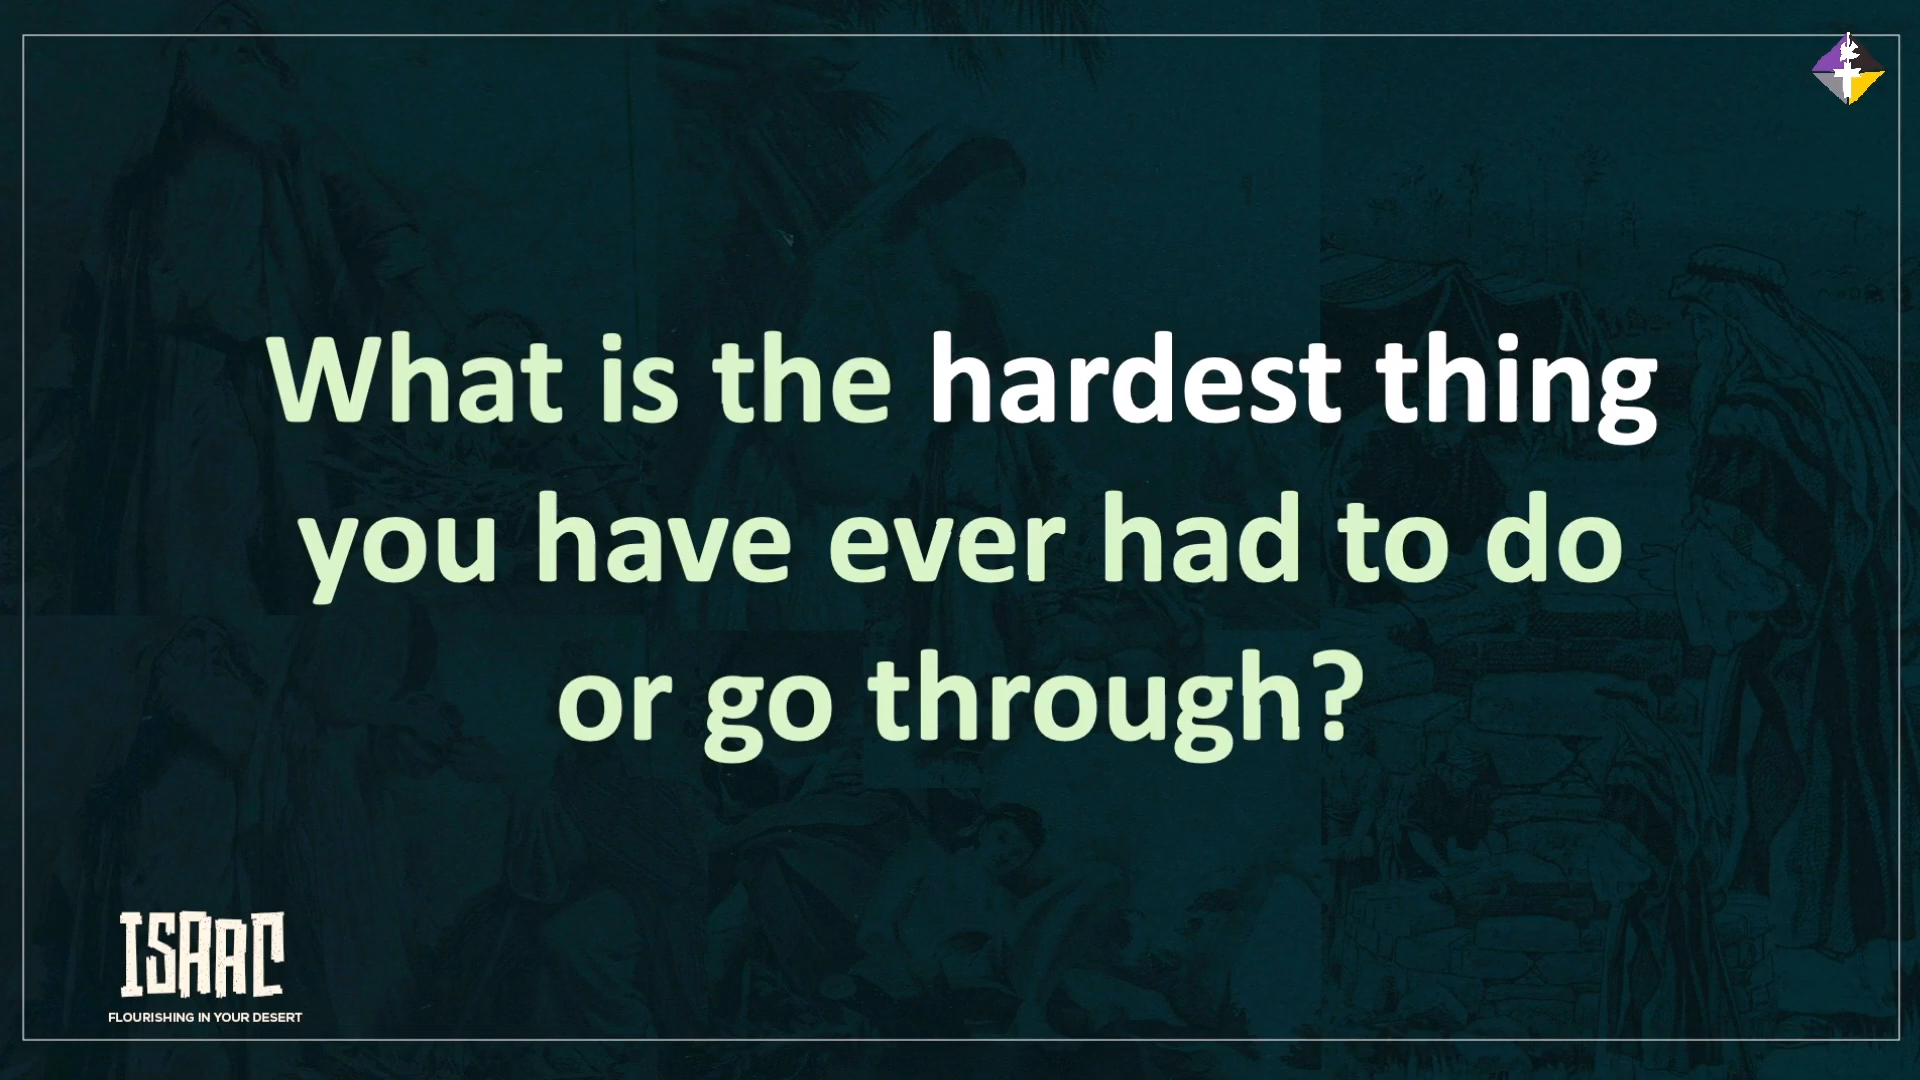 What is the hardest thing
you have ever had to do
or go through?
ISAAC
FLOURISHING IN YOUR DESERT